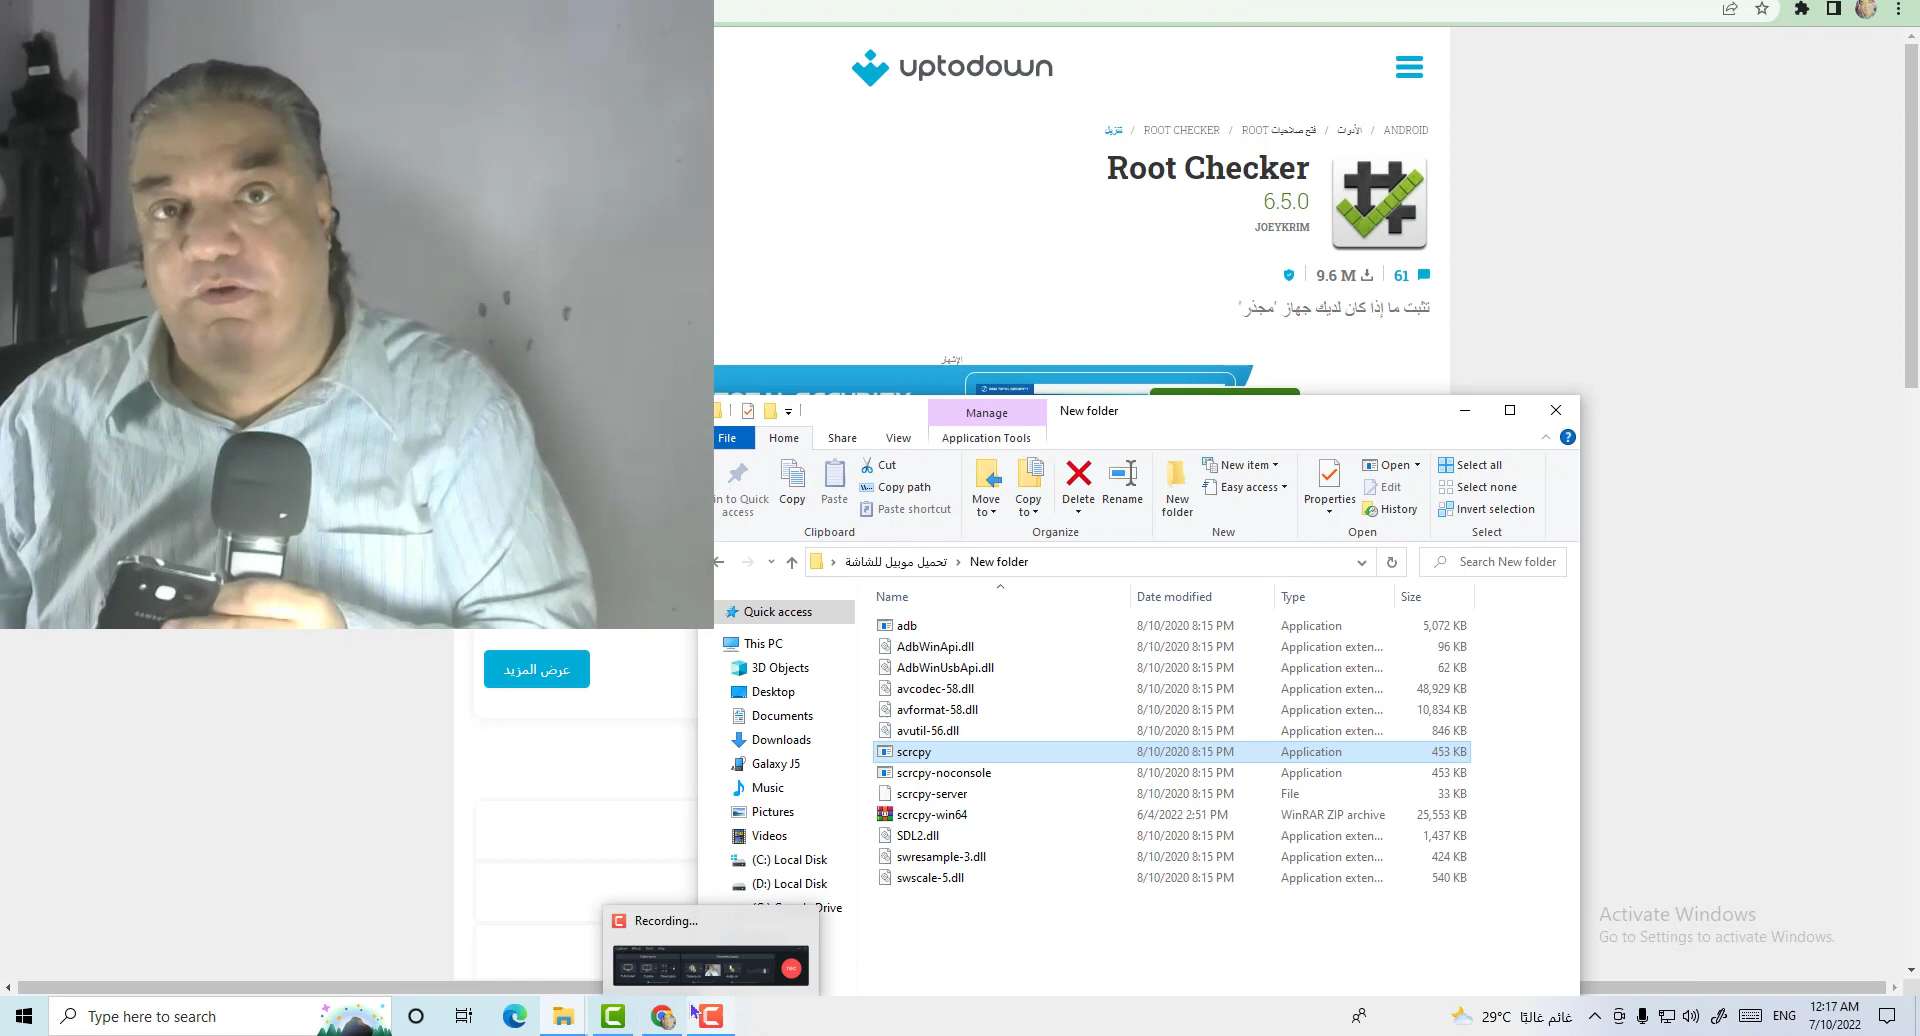 uptodown
ANDROID / الأدوات / فتح صلاحيات ROOT / ROOT CHECKER / تنزيل
Root Checker
6.5.0
JOEYKRIM
9.6 M
61
تثبت ما إذا كان لديك جهاز 'مجذر'
الإشهار
Manage
New folder
File
Home
Share
View
Application Tools
in to Quick access
Copy
Paste
Cut
Copy path
Paste shortcut
Move to
Copy to
Delete
Rename
New folder
New item
Easy access
Properties
Open
Edit
History
Select all
Select none
Invert selection
Clipboard
Organize
New
Open
Select
تحميل موبيل للشاشة > New folder
Search New folder
Name Date modified Type Size
Quick access
This PC
3D Objects
Desktop
Documents
Downloads
Galaxy J5
Music
Pictures
Videos
(C:) Local Disk
(D:) Local Disk
Drive
adb 8/10/2020 8:15 PM Application 5,072 KB
AdbWinApi.dll 8/10/2020 8:15 PM Application exten... 96 KB
AdbWinUsbApi.dll 8/10/2020 8:15 PM Application exten... 62 KB
avcodec-58.dll 8/10/2020 8:15 PM Application exten... 48,929 KB
avformat-58.dll 8/10/2020 8:15 PM Application exten... 10,834 KB
avutil-56.dll 8/10/2020 8:15 PM Application exten... 846 KB
scrcpy 8/10/2020 8:15 PM Application 453 KB
scrcpy-noconsole 8/10/2020 8:15 PM Application 453 KB
scrcpy-server 8/10/2020 8:15 PM File 33 KB
scrcpy-win64 6/4/2022 2:51 PM WinRAR ZIP archive 25,553 KB
SDL2.dll 8/10/2020 8:15 PM Application exten... 1,437 KB
swresample-3.dll 8/10/2020 8:15 PM Application exten... 424 KB
swscale-5.dll 8/10/2020 8:15 PM Application exten... 540 KB
عرض المزيد
SAMSUNG
Recording...
Activate Windows
Go to Settings to activate Windows.
Type here to search
29°C غائم غالبًا
ENG
12:17 AM
7/10/2022